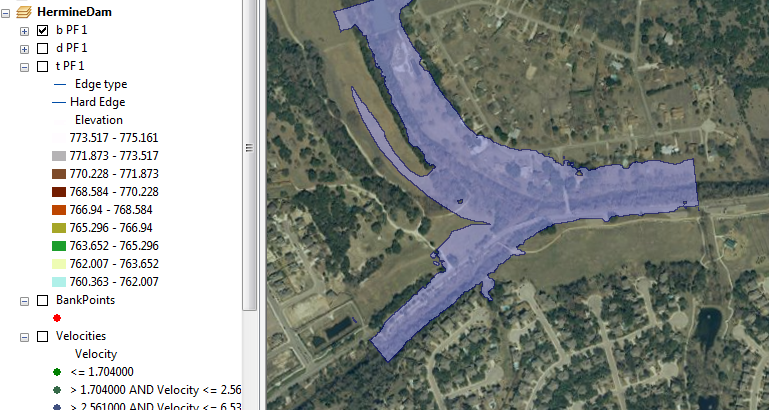 HermineDam
b PF 1
d PF 1
t PF 1
Edge type
Hard Edge
Elevation
773.517 - 775.161
771.873 - 773.517
770.228 - 771.873
768.584 - 770.228
766.94 - 768.584
765.296 - 766.94
763.652 - 765.296
762.007 - 763.652
760.363 - 762.007
BankPoints
Velocities
Velocity
<= 1.704000
> 1.704000 AND Velocity <= 2.56
> 2.561000 AND Velocity <= 6.53